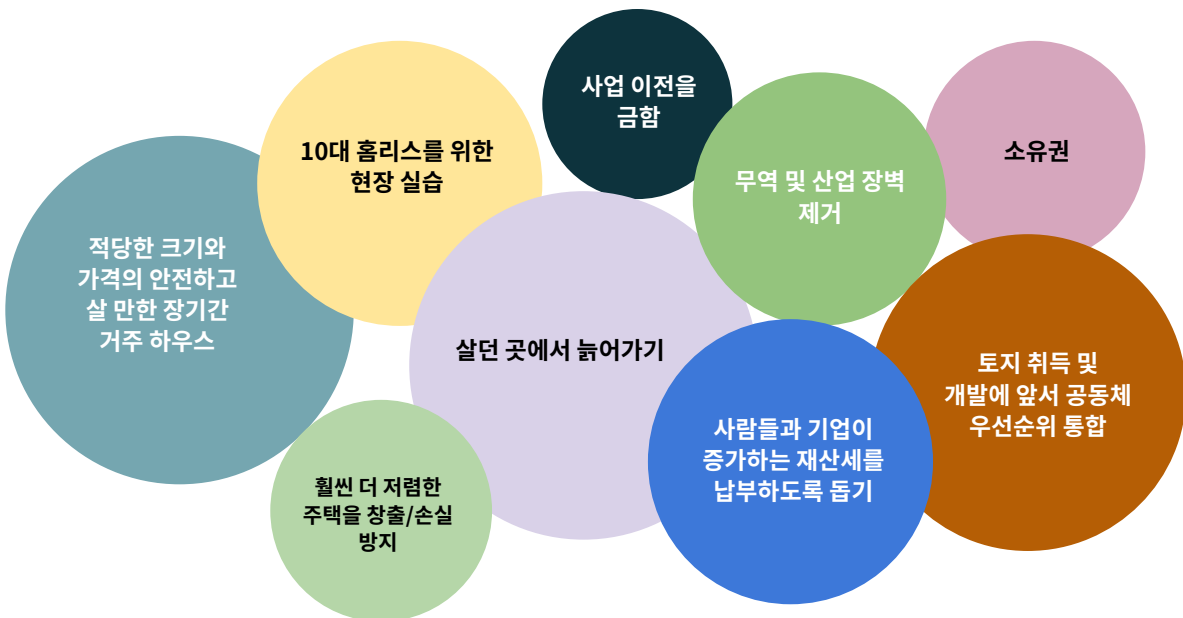 사업 이전을
금함
10대 홈리스를 위한
현장 실습
무역 및 산업 장벽
제거
소유권
적당한 크기와
가격의 안전하고
살 만한 장기간
거주 하우스
살던 곳에서 늙어가기
토지 취득 및
개발에 앞서 공동체
우선순위 통합
사람들과 기업이
증가하는 재산세를
납부하도록 돕기
훨씬 더 저렴한
주택을 창출/손실
방지